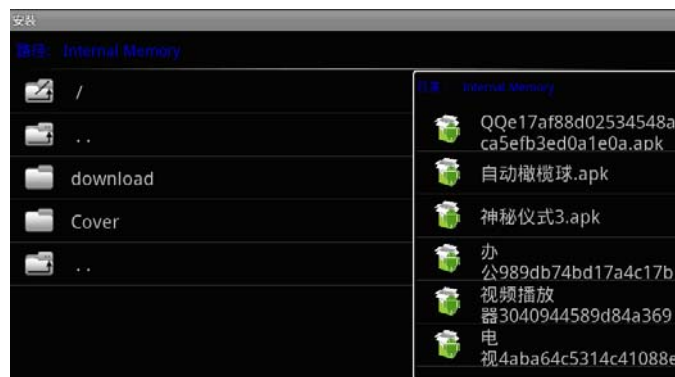 安装
路径: Internal Memory
/
..
download
Cover
..
目录: Internal Memory
QQe17af88d02534548a
ca5efb3ed0a1e0a.apk
自动橄榄球.apk
神秘仪式3.apk
办
公989db74bd17a4c17b
视频播放
器3040944589d84a369
电
视4aba64c5314c41088e